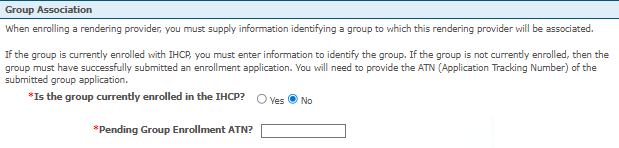 Group Association
When enrolling a rendering provider, you must supply information identifying a group to which this rendering provider will be associated.
If the group is currently enrolled with IHCP, you must enter information to identify the group. If the group is not currently enrolled, then the
group must have successfully submitted an enrollment application. You will need to provide the ATN (Application Tracking Number) of the
submitted group application.
*Is the group currently enrolled in the IHCP? Yes No
*Pending Group Enrollment ATN?